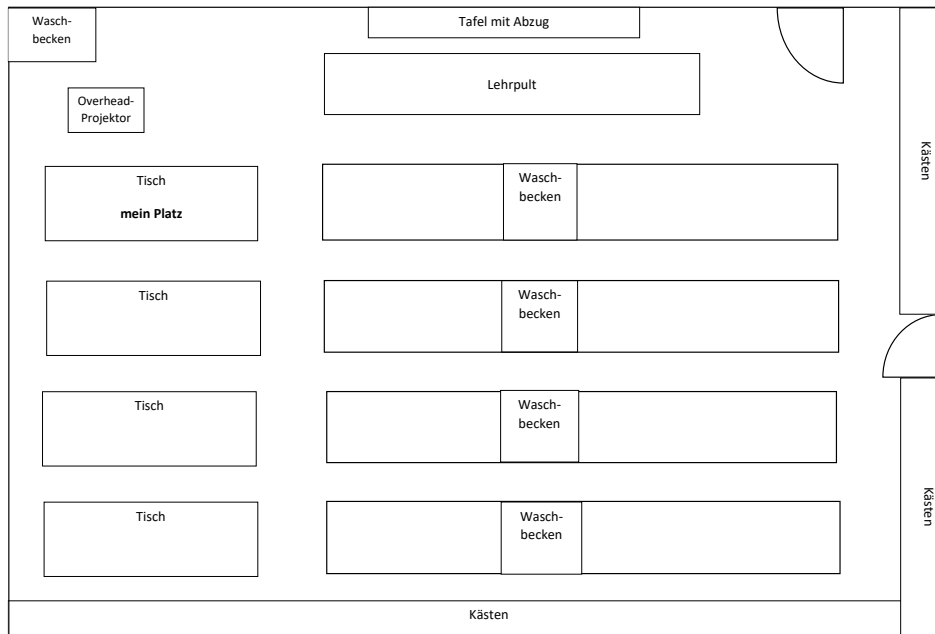 Wasch-
becken
Tafel mit Abzug
Lehrpult
Overhead-
Projektor
Kästen
Tisch
mein Platz
Wasch-
becken
Tisch
Wasch-
becken
Tisch
Wasch-
becken
Tisch
Wasch-
becken
Kästen
Kästen